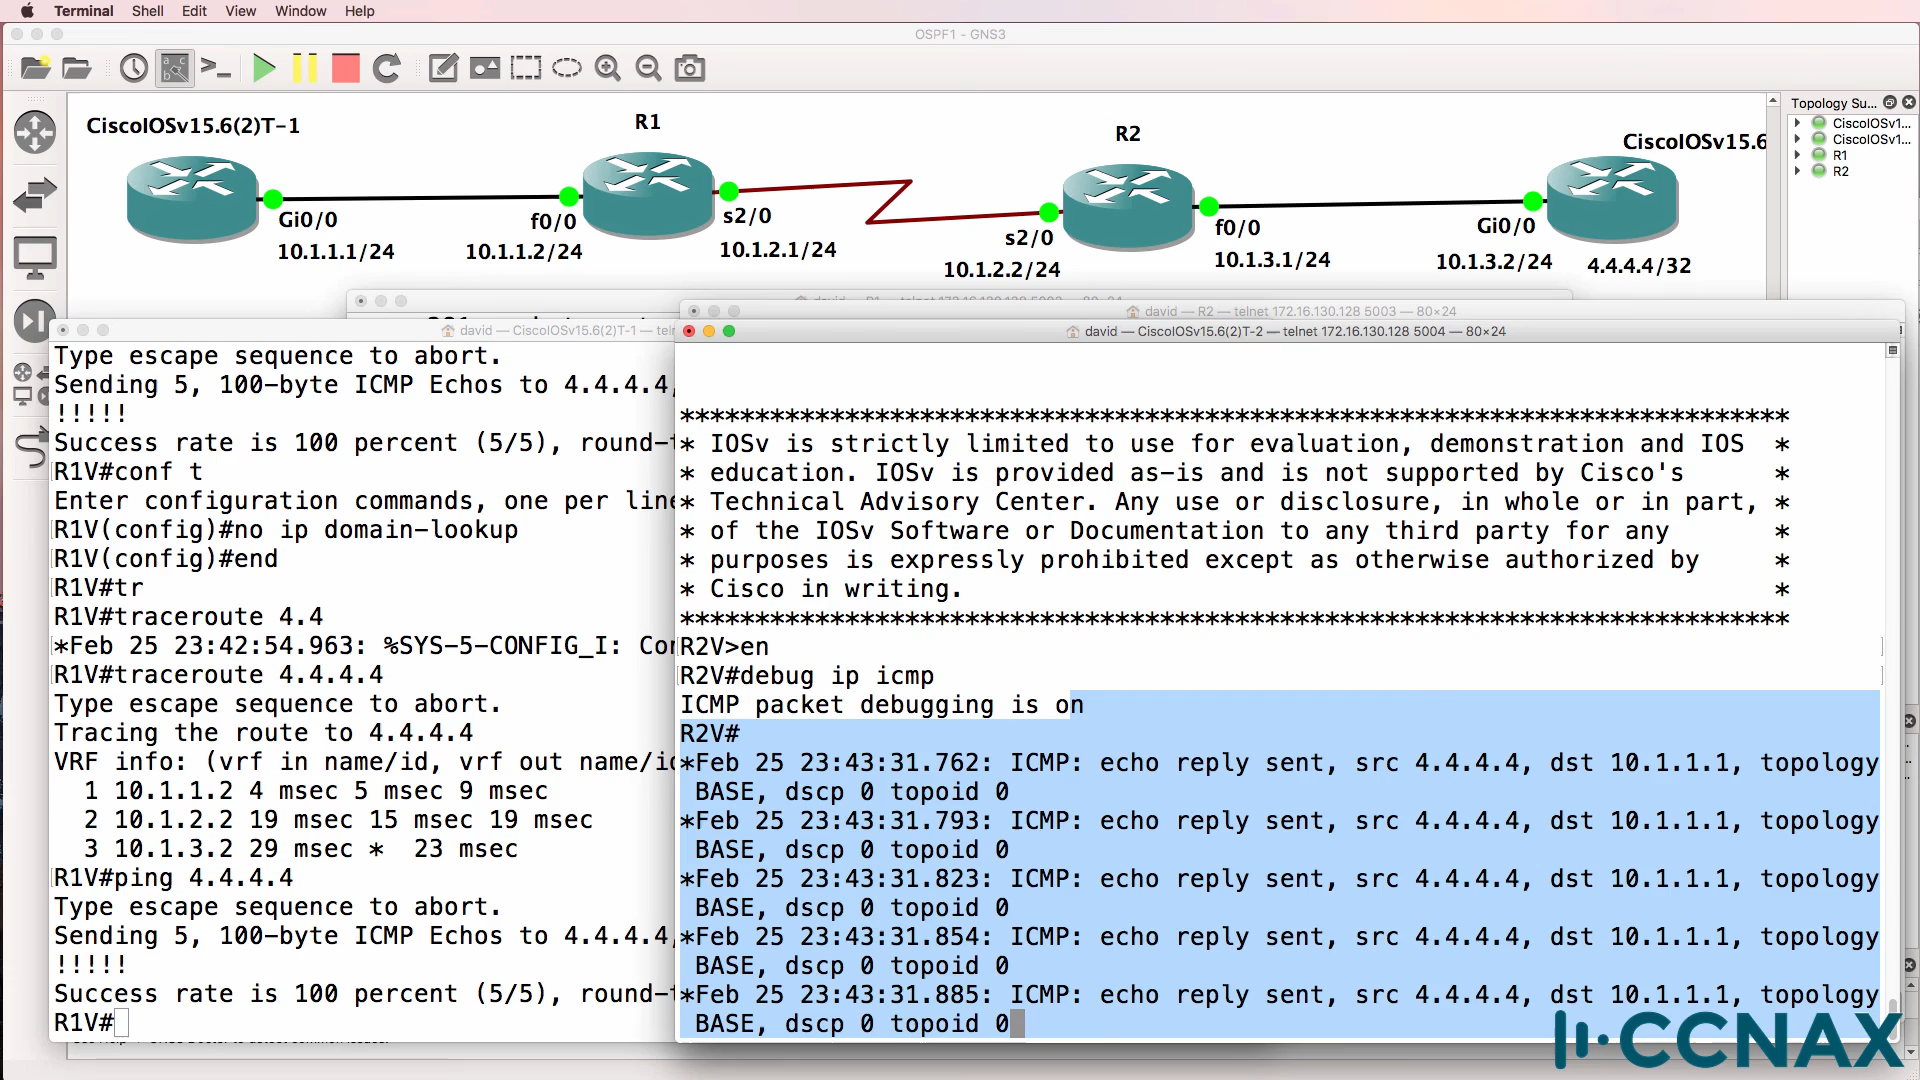 Terminal Shell Edit View Window Help
OSPF1 - GNS3
Topology Su...
CiscoIOSv1...
CiscoIOSv1...
R1
R2
CiscoIOSv15.6(2)T-1
R1
R2
CiscoIOSv15.6
Gi0/0
10.1.1.1/24
f0/0
10.1.1.2/24
s2/0
10.1.2.1/24
s2/0
10.1.2.2/24
f0/0
10.1.3.1/24
Gi0/0
10.1.3.2/24
4.4.4.4/32
david — R1 — telnet 172.16.130.128 5002 — 80×24
david — R2 — telnet 172.16.130.128 5003 — 80×24
david — CiscoIOSv15.6(2)T-1 — teln
Type escape sequence to abort.
Sending 5, 100-byte ICMP Echos to 4.4.4.4,
!!!!!
Success rate is 100 percent (5/5), round-t
R1V#conf t
Enter configuration commands, one per line
R1V(config)#no ip domain-lookup
R1V(config)#end
R1V#tr
R1V#traceroute 4.4
*Feb 25 23:42:54.963: %SYS-5-CONFIG_I: Con
R1V#traceroute 4.4.4.4
Type escape sequence to abort.
Tracing the route to 4.4.4.4
VRF info: (vrf in name/id, vrf out name/id
1 10.1.1.2 4 msec 5 msec 9 msec
2 10.1.2.2 19 msec 15 msec 19 msec
3 10.1.3.2 29 msec *  23 msec
R1V#ping 4.4.4.4
Type escape sequence to abort.
Sending 5, 100-byte ICMP Echos to 4.4.4.4,
!!!!!
Success rate is 100 percent (5/5), round-t
R1V#
david — CiscoIOSv15.6(2)T-2 — telnet 172.16.130.128 5004 — 80×24
**************************************************************************
* IOSv is strictly limited to use for evaluation, demonstration and IOS  *
* education. IOSv is provided as-is and is not supported by Cisco's      *
* Technical Advisory Center. Any use or disclosure, in whole or in part, *
* of the IOSv Software or Documentation to any third party for any       *
* purposes is expressly prohibited except as otherwise authorized by     *
* Cisco in writing.                                                      *
**************************************************************************
R2V>en
R2V#debug ip icmp
ICMP packet debugging is on
R2V#
*Feb 25 23:43:31.762: ICMP: echo reply sent, src 4.4.4.4, dst 10.1.1.1, topology
BASE, dscp 0 topoid 0
*Feb 25 23:43:31.793: ICMP: echo reply sent, src 4.4.4.4, dst 10.1.1.1, topology
BASE, dscp 0 topoid 0
*Feb 25 23:43:31.823: ICMP: echo reply sent, src 4.4.4.4, dst 10.1.1.1, topology
BASE, dscp 0 topoid 0
*Feb 25 23:43:31.854: ICMP: echo reply sent, src 4.4.4.4, dst 10.1.1.1, topology
BASE, dscp 0 topoid 0
*Feb 25 23:43:31.885: ICMP: echo reply sent, src 4.4.4.4, dst 10.1.1.1, topology
BASE, dscp 0 topoid 0
CCNAX